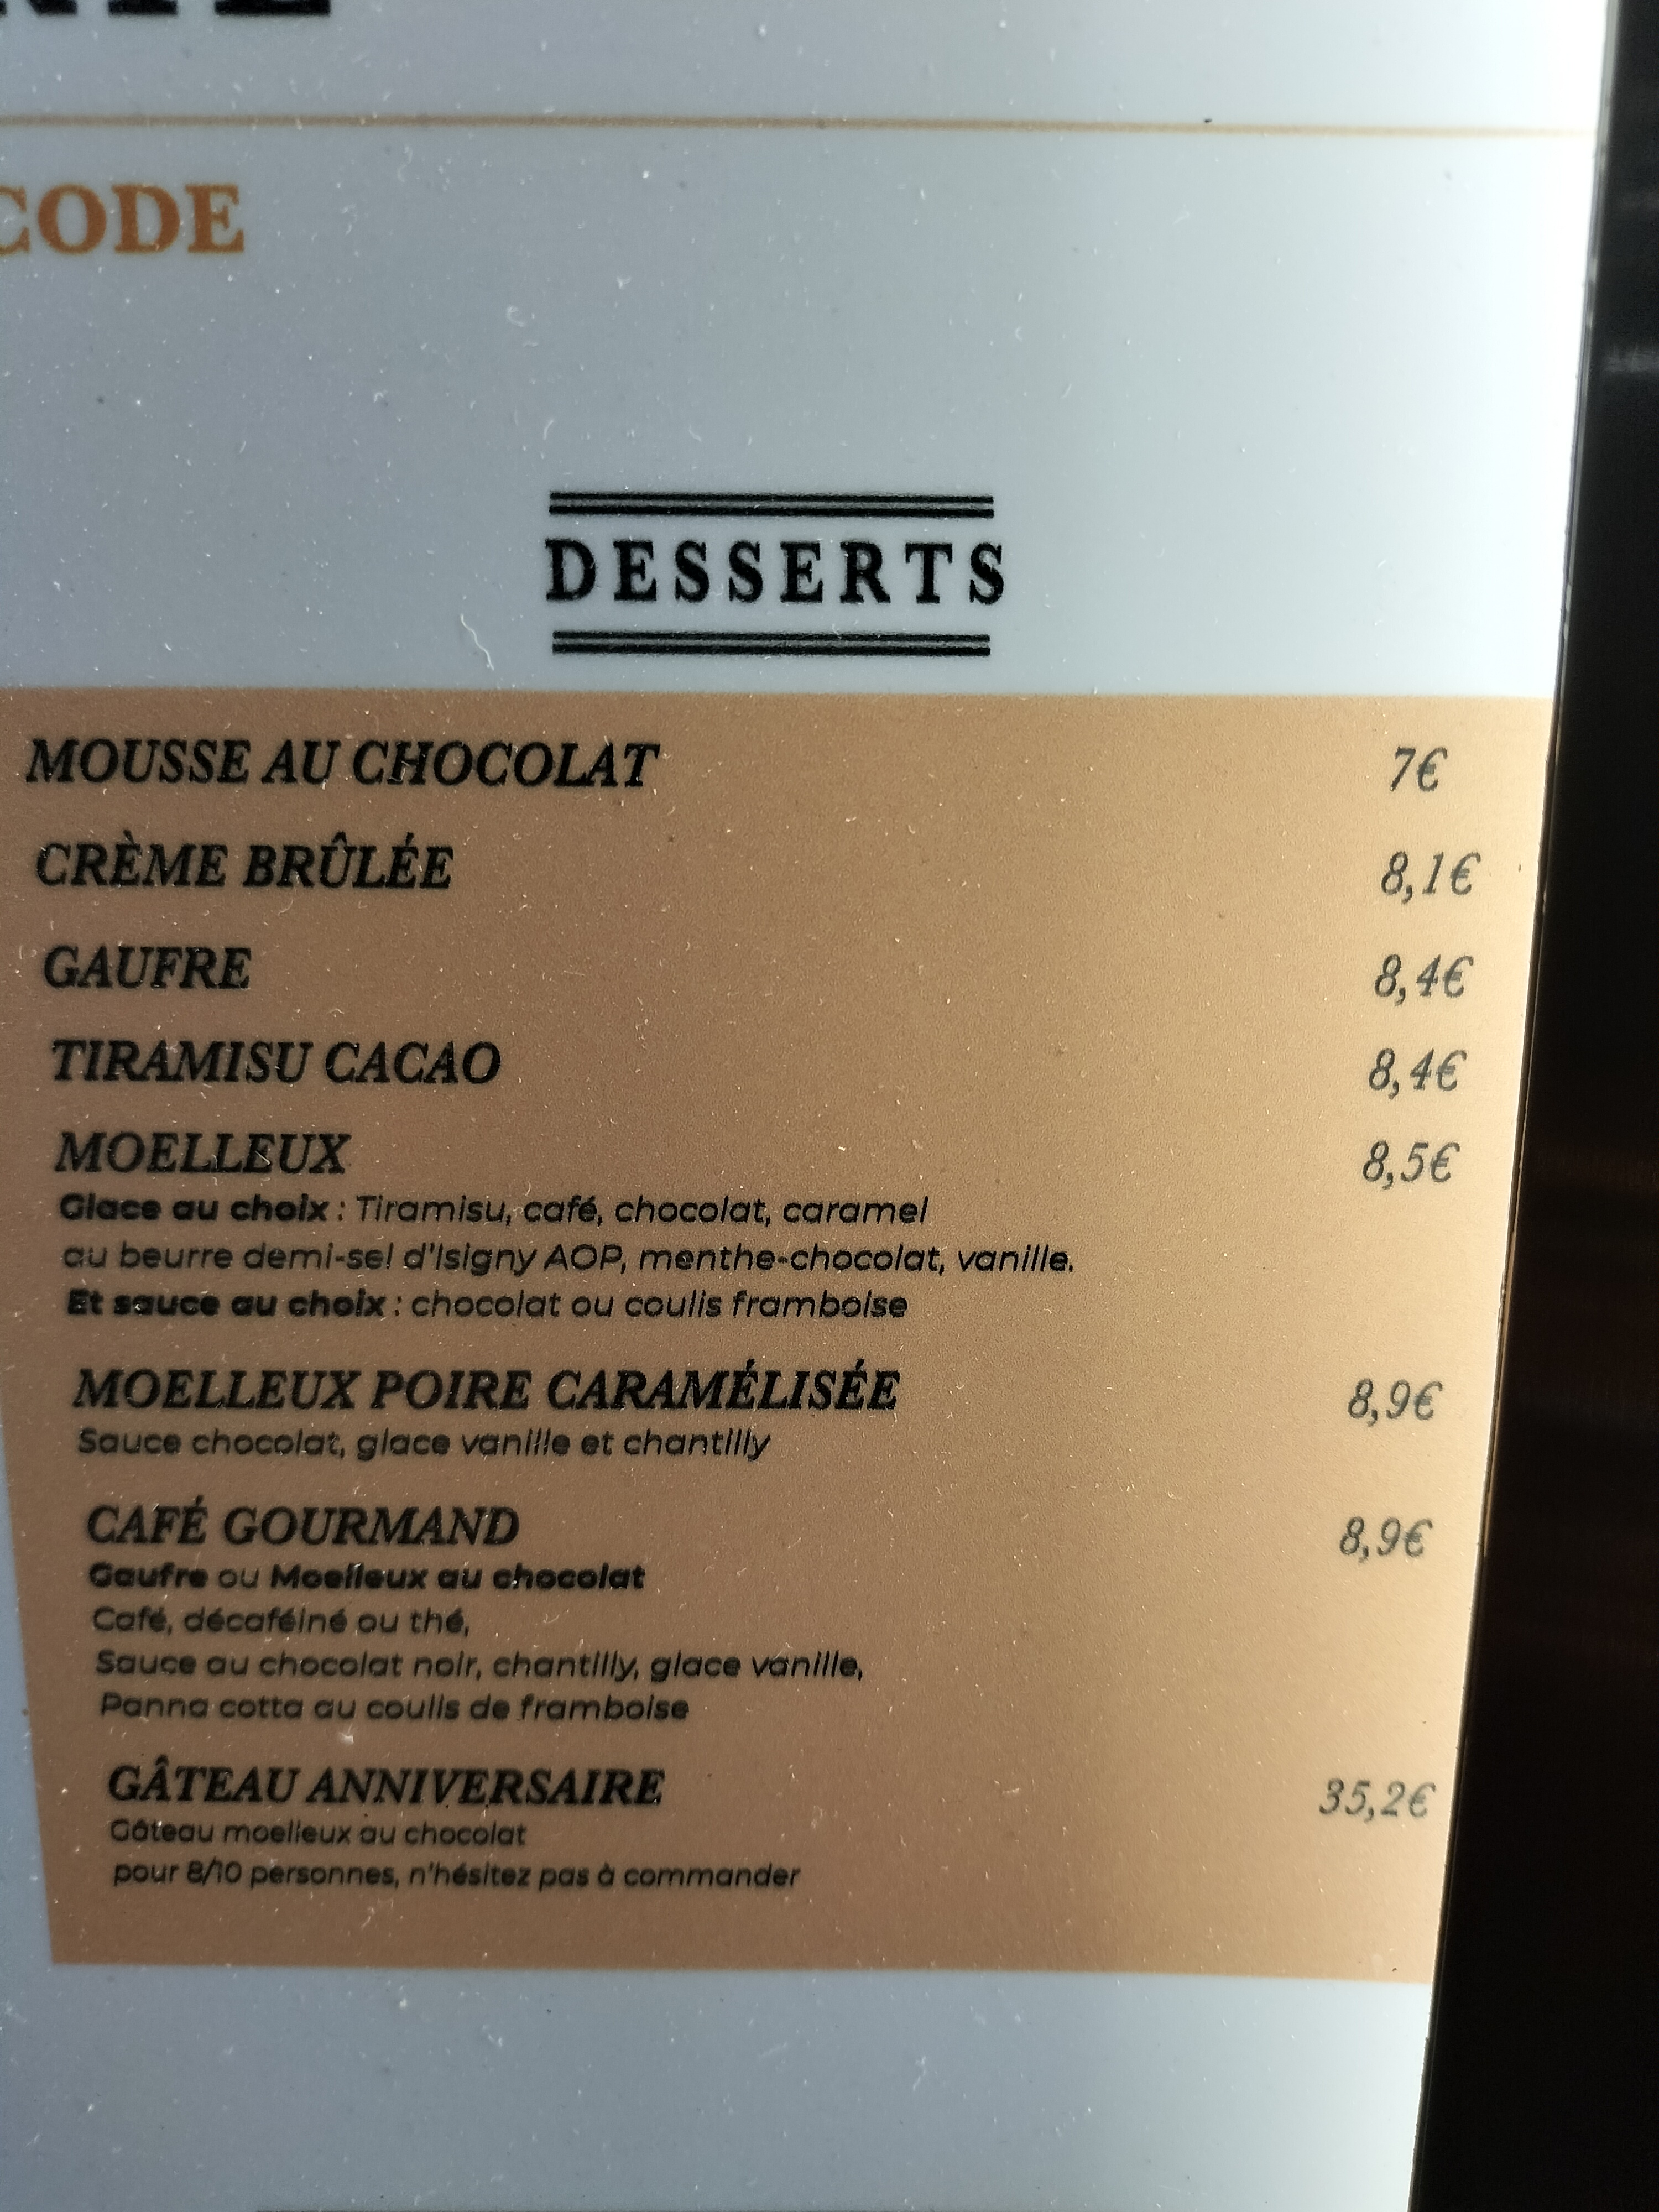 CODE
DESSERTS
MOUSSE AU CHOCOLAT 7€
CRÈME BRÛLÉE 8,1€
GAUFRE 8,4€
TIRAMISU CACAO 8,4€
MOELLEUX 8,5€
Glace au choix : Tiramisu, café, chocolat, caramel
au beurre demi-sel d'Isigny AOP, menthe-chocolat, vanille.
Et sauce au choix : chocolat ou coulis framboise
MOELLEUX POIRE CARAMÉLISÉE 8,9€
Sauce chocolat, glace vanille et chantilly
CAFÉ GOURMAND 8,9€
Gaufre ou Moelleux au chocolat
Café, décaféiné ou thé,
Sauce au chocolat noir, chantilly, glace vanille,
Panna cotta au coulis de framboise
GÂTEAU ANNIVERSAIRE 35,2€
Gâteau moelleux au chocolat
pour 8/10 personnes, n'hésitez pas à commander